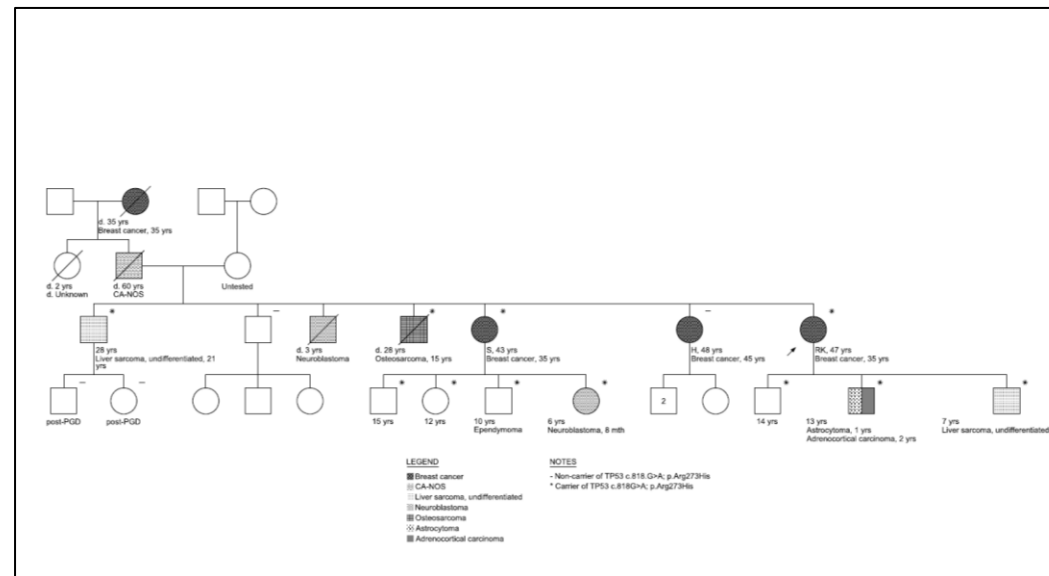 d. 35 yrs
Breast cancer, 35 yrs
d. 2 yrs
d. Unknown
d. 60 yrs
CA-NOS
Untested
*
28 yrs
Liver sarcoma, undifferentiated, 21
yrs
–
d. 3 yrs
Neuroblastoma
*
d. 28 yrs
Osteosarcoma, 15 yrs
*
S, 43 yrs
Breast cancer, 35 yrs
–
H, 48 yrs
Breast cancer, 45 yrs
*
RK, 47 yrs
Breast cancer, 35 yrs
–
post-PGD
–
post-PGD
*
15 yrs
*
12 yrs
*
10 yrs
Ependymoma
*
6 yrs
Neuroblastoma, 8 mth
2
*
14 yrs
*
13 yrs
Astrocytoma, 1 yrs
Adrenocortical carcinoma, 2 yrs
*
7 yrs
Liver sarcoma, undifferentiated
LEGEND
Breast cancer
CA-NOS
Liver sarcoma, undifferentiated
Neuroblastoma
Osteosarcoma
Astrocytoma
Adrenocortical carcinoma
NOTES
- Non-carrier of TP53 c.818.G>A; p.Arg273His
* Carrier of TP53 c.818G>A; p.Arg273His